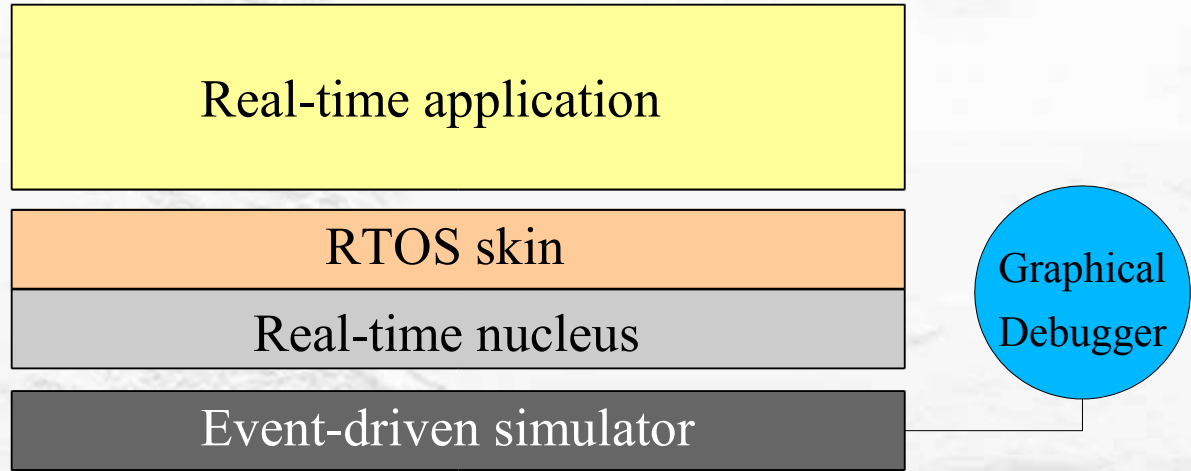 Real-time application
RTOS skin
Real-time nucleus
Event-driven simulator
Graphical
Debugger